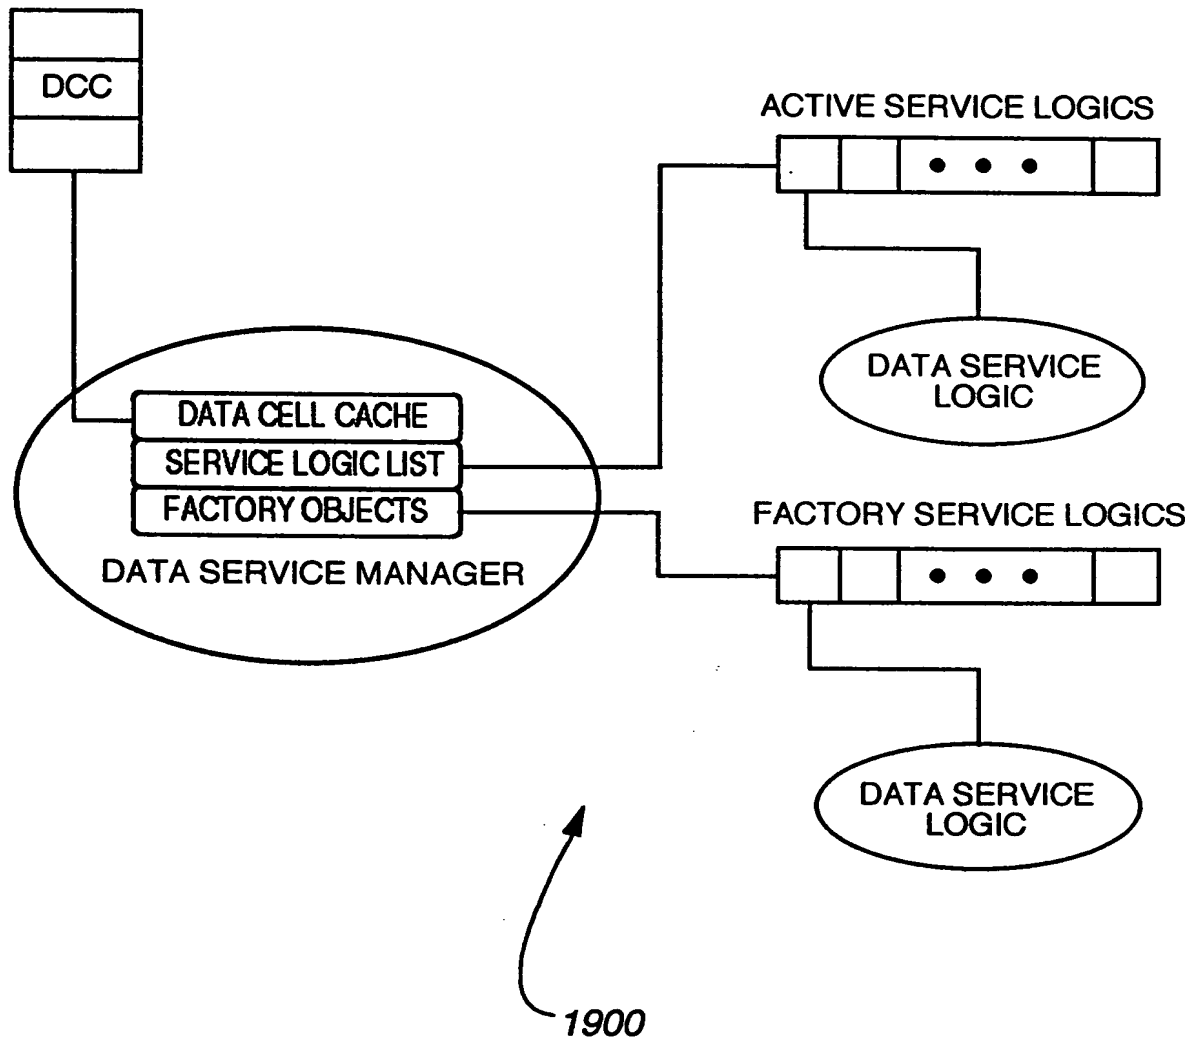 DCC
ACTIVE SERVICE LOGICS
DATA SERVICE
LOGIC
DATA CELL CACHE
SERVICE LOGIC LIST
FACTORY OBJECTS
DATA SERVICE MANAGER
FACTORY SERVICE LOGICS
DATA SERVICE
LOGIC
1900